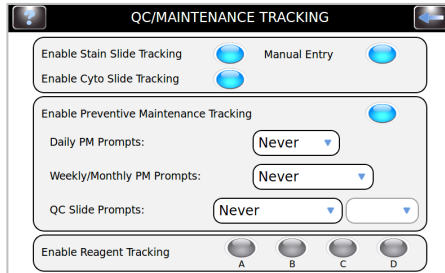 ? QC/MAINTENANCE TRACKING
Enable Stain Slide Tracking Manual Entry
Enable Cyto Slide Tracking
Enable Preventive Maintenance Tracking
Daily PM Prompts: Never
Weekly/Monthly PM Prompts: Never
QC Slide Prompts: Never
Enable Reagent Tracking
A B C D